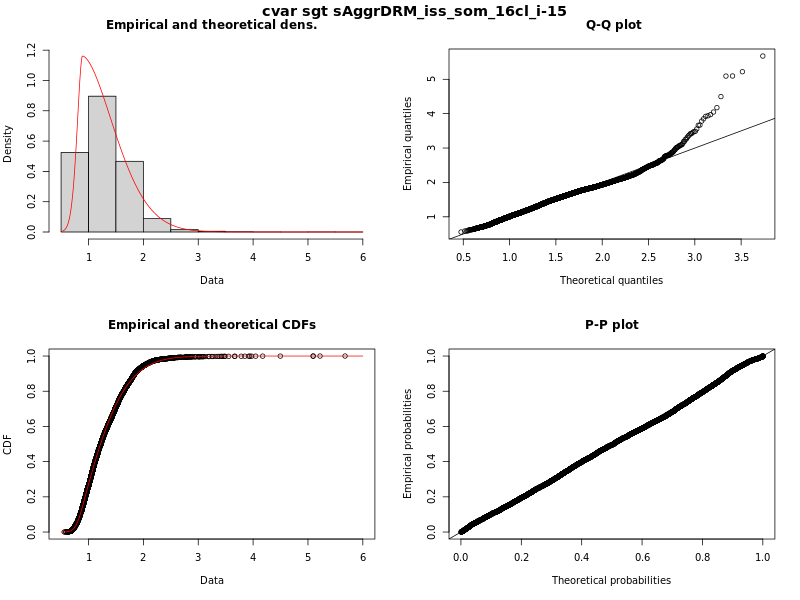 cvar sgt sAggrDRM_iss_som_16cl_i-15
Empirical and theoretical dens.
Density
0.0 0.2 0.4 0.6 0.8 1.0 1.2
1 2 3 4 5 6
Data
Q-Q plot
Empirical quantiles
1 2 3 4 5
0.5 1.0 1.5 2.0 2.5 3.0 3.5
Theoretical quantiles
Empirical and theoretical CDFs
CDF
0.0 0.2 0.4 0.6 0.8 1.0
1 2 3 4 5 6
Data
P-P plot
Empirical probabilities
0.0 0.2 0.4 0.6 0.8 1.0
0.0 0.2 0.4 0.6 0.8 1.0
Theoretical probabilities